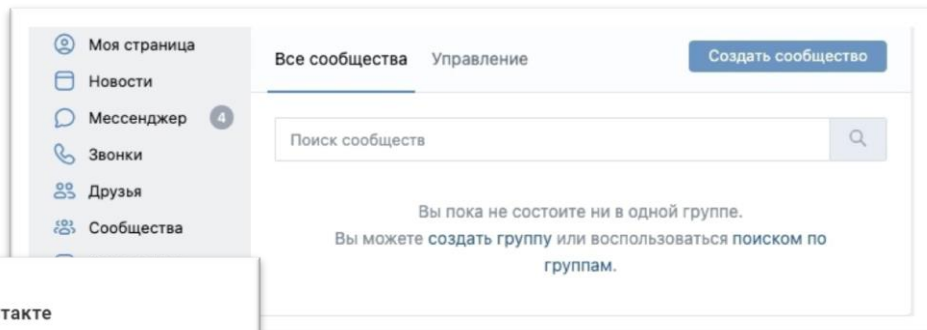 Моя страница
Новости
Мессенджер 4
Звонки
Друзья
Сообщества
Все сообщества Управление Создать сообщество
Поиск сообществ
Вы пока не состоите ни в одной группе.
Вы можете создать группу или воспользоваться поиском по
группам.
такте